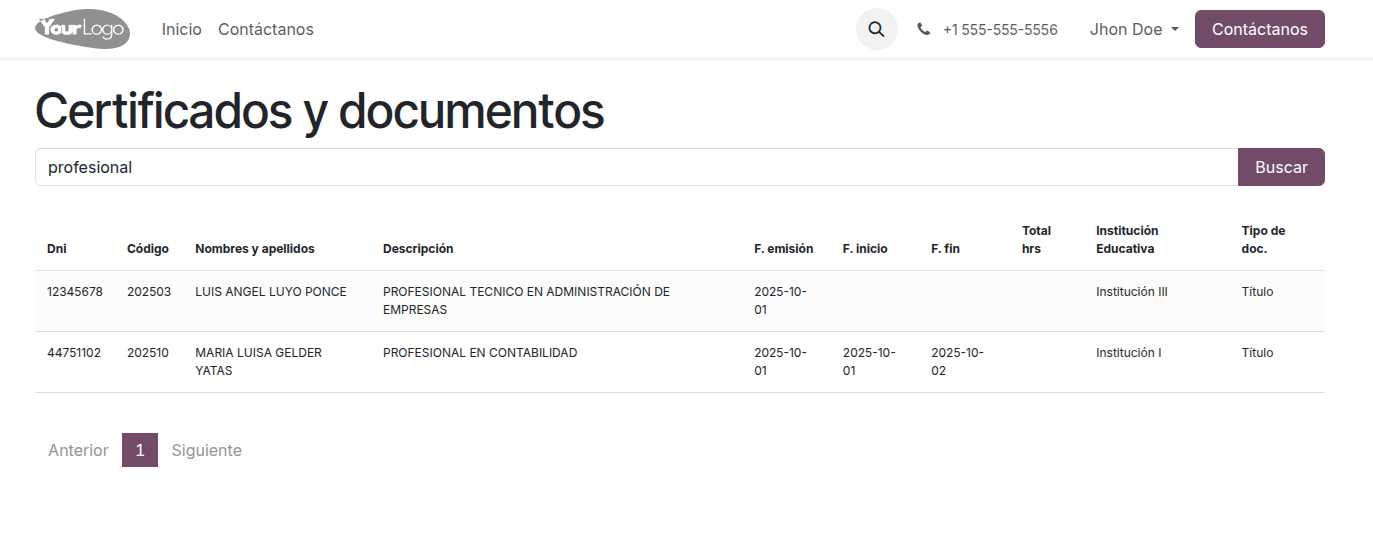 YourLogo Inicio Contáctanos +1 555-555-5556 Jhon Doe Contáctanos
Certificados y documentos
profesional Buscar
Dni Código Nombres y apellidos Descripción F. emisión F. inicio F. fin Total hrs Institución Educativa Tipo de doc.
12345678 202503 LUIS ANGEL LUYO PONCE PROFESIONAL TECNICO EN ADMINISTRACIÓN DE EMPRESAS 2025-10-01 Institución III Título
44751102 202510 MARIA LUISA GELDER YATAS PROFESIONAL EN CONTABILIDAD 2025-10-01 2025-10-01 2025-10-02 Institución I Título
Anterior 1 Siguiente